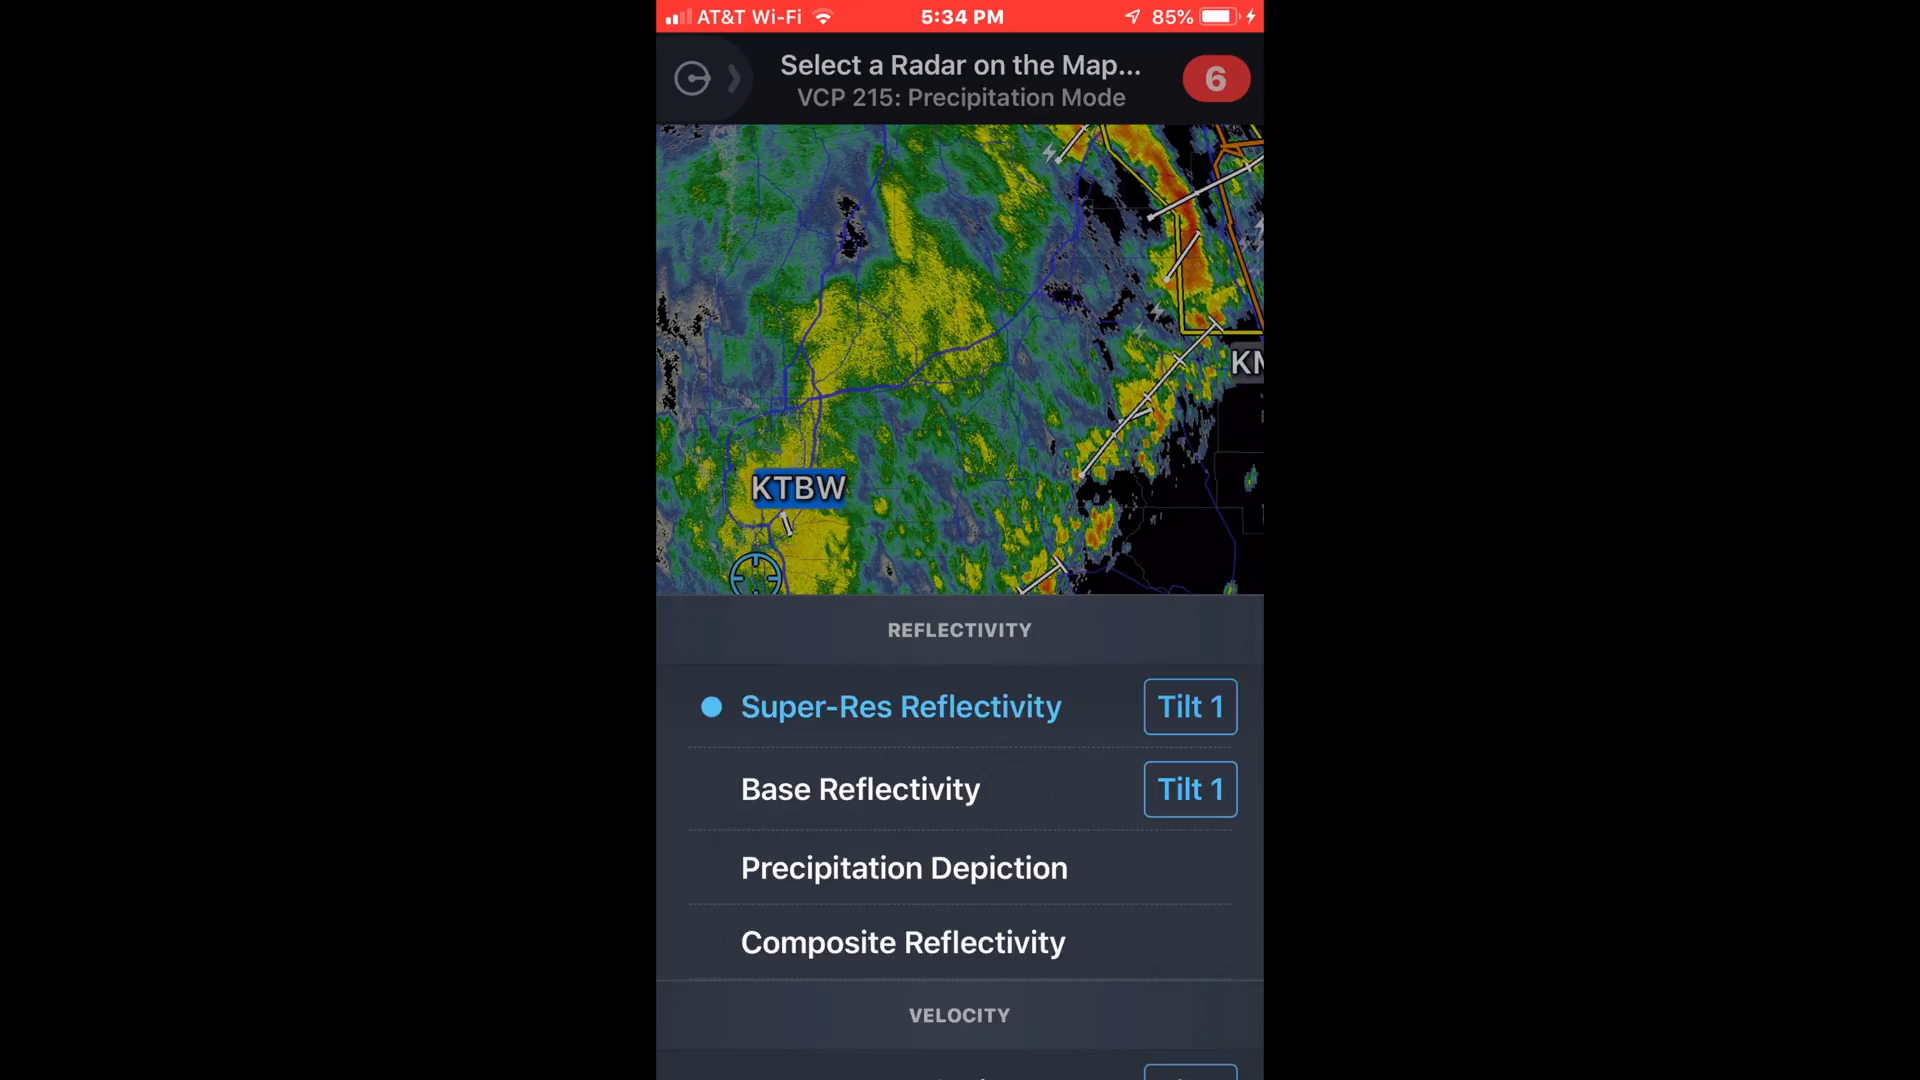 AT&T Wi-Fi 5:34 PM 85%
Select a Radar on the Map...
VCP 215: Precipitation Mode
6
KTBW
REFLECTIVITY
Super-Res Reflectivity Tilt 1
Base Reflectivity Tilt 1
Precipitation Depiction
Composite Reflectivity
VELOCITY